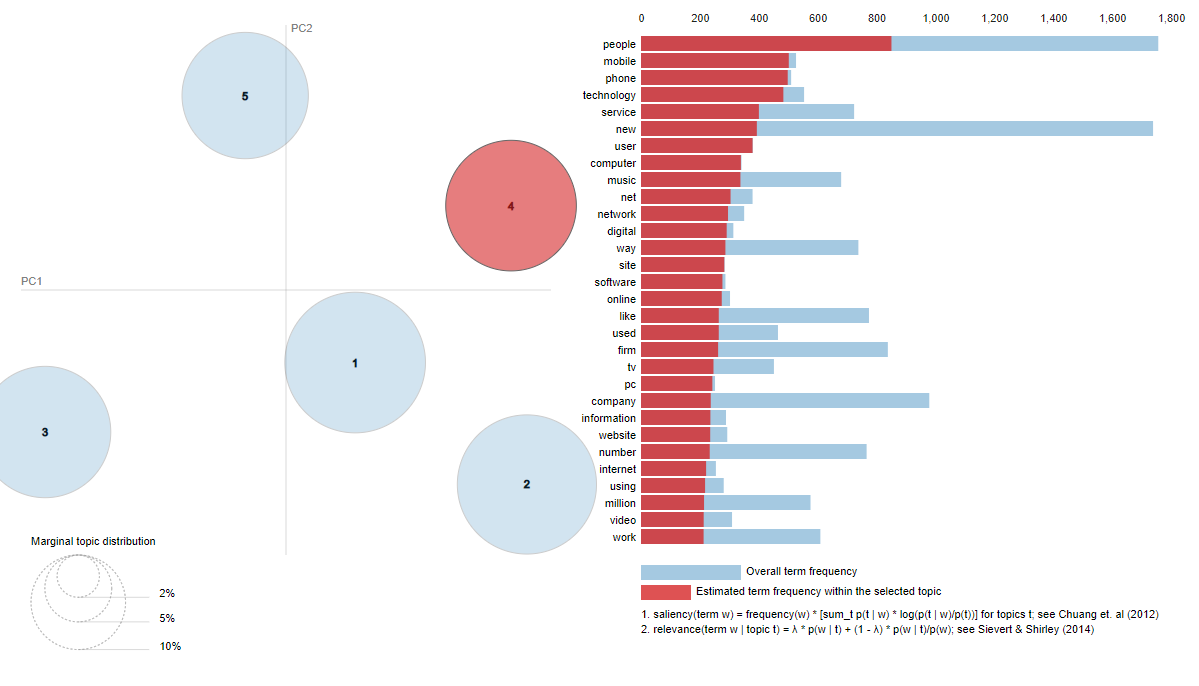 PC2
5
4
PC1
1
3
2
Marginal topic distribution
2%
5%
10%
0 200 400 600 800 1,000 1,200 1,400 1,600 1,800
people
mobile
phone
technology
service
new
user
computer
music
net
network
digital
way
site
software
online
like
used
firm
tv
pc
company
information
website
number
internet
using
million
video
work
Overall term frequency
Estimated term frequency within the selected topic
1. saliency(term w) = frequency(w) * [sum_t p(t | w) * log(p(t | w)/p(t))] for topics t; see Chuang et. al (2012)
2. relevance(term w | topic t) = λ * p(w | t) + (1 - λ) * p(w | t)/p(w); see Sievert & Shirley (2014)